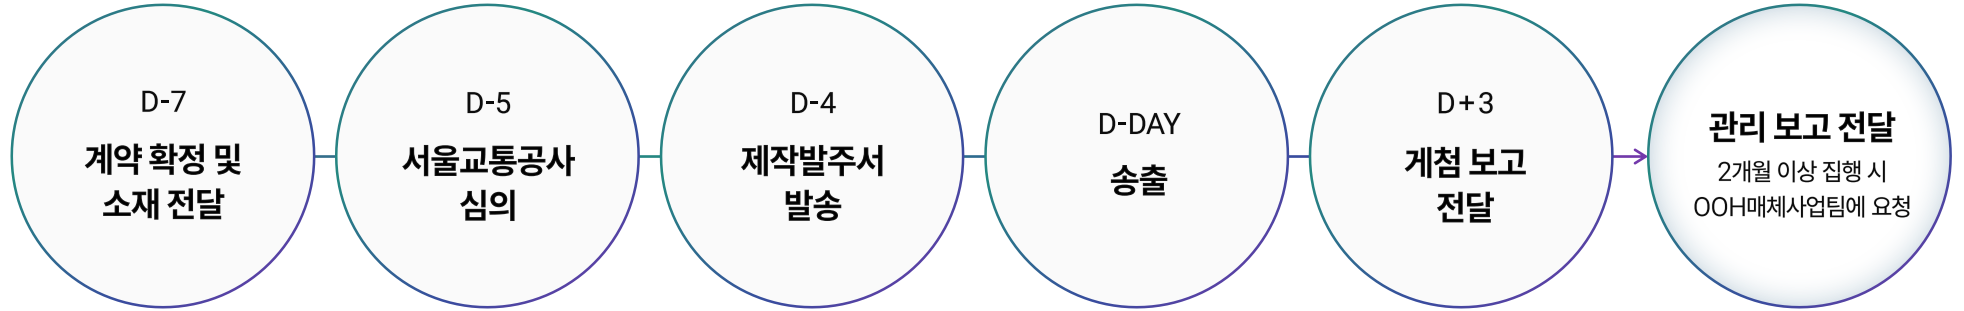 D-7
계약 확정 및
소재 전달
D-5
서울교통공사
심의
D-4
제작발주서
발송
D-DAY
송출
D+3
게첨 보고
전달
관리 보고 전달
2개월 이상 집행 시
OOH매체사업팀에 요청